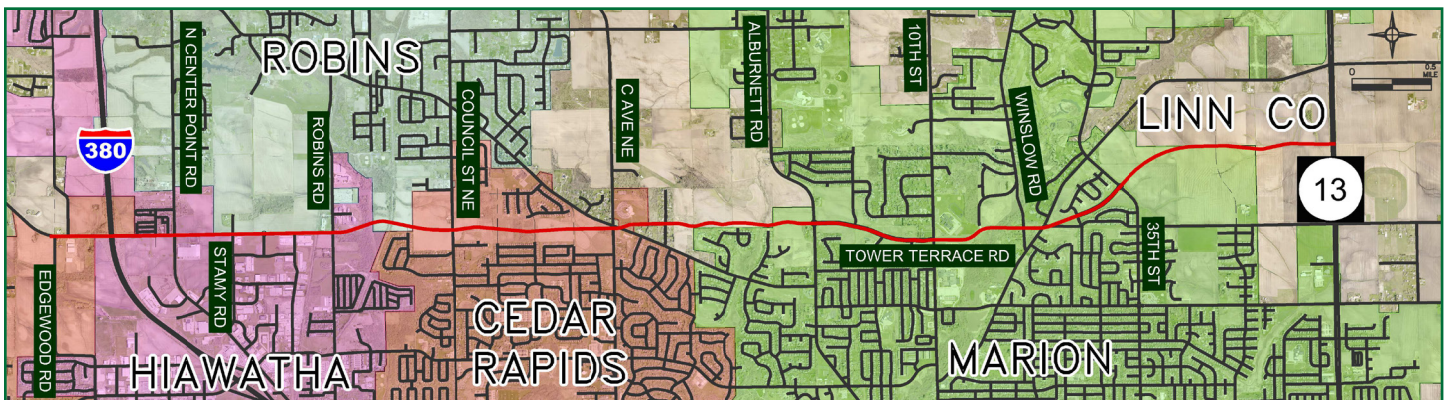 ROBINS
LINN CO
HIAWATHA
CEDAR
RAPIDS
MARION
380
13
N CENTER POINT RD
ROBINS RD
COUNCIL ST NE
C AVE NE
ALBURNETT RD
10TH ST
WINSLOW RD
35TH ST
TOWER TERRACE RD
STAMY RD
EDGEWOOD RD
0
0.5
MILE